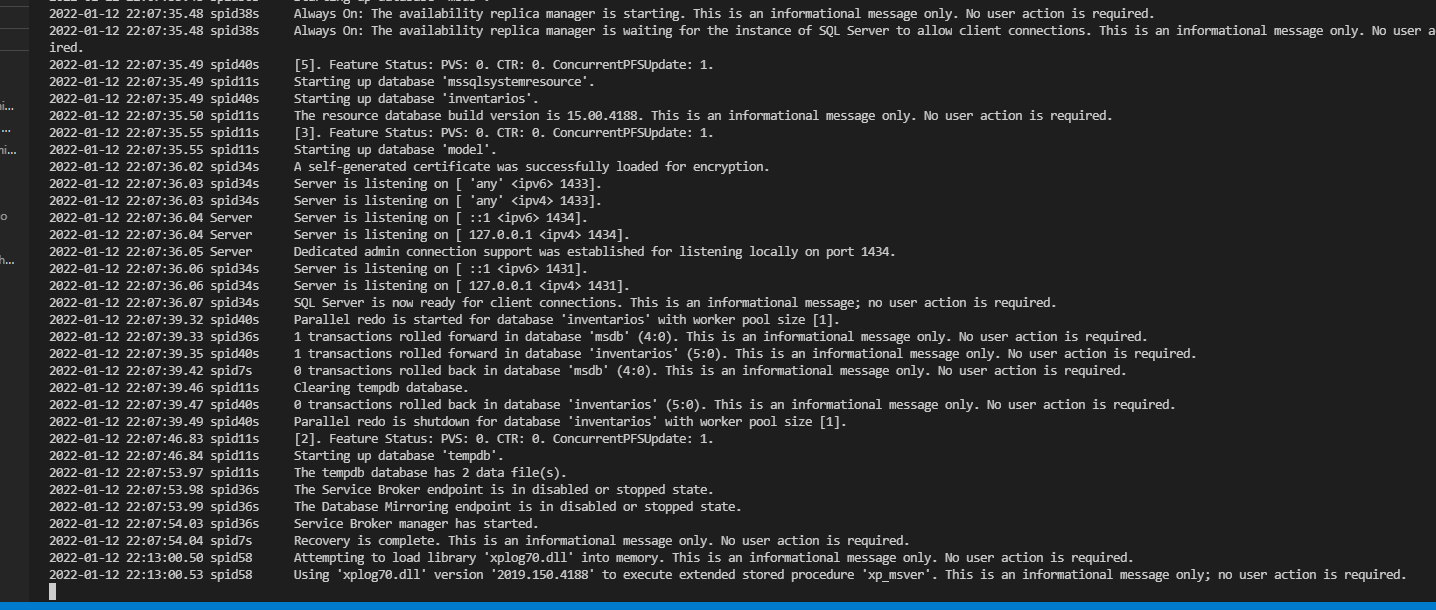 2022-01-12 22:07:35.48 spid38s Always On: The availability replica manager is starting. This is an informational message only. No user action is required.
2022-01-12 22:07:35.48 spid38s Always On: The availability replica manager is waiting for the instance of SQL Server to allow client connections. This is an informational message only. No user a
ired.
2022-01-12 22:07:35.49 spid40s [5]. Feature Status: PVS: 0. CTR: 0. ConcurrentPFSUpdate: 1.
2022-01-12 22:07:35.49 spid11s Starting up database 'mssqlsystemresource'.
2022-01-12 22:07:35.49 spid40s Starting up database 'inventarios'.
2022-01-12 22:07:35.50 spid11s The resource database build version is 15.00.4188. This is an informational message only. No user action is required.
2022-01-12 22:07:35.55 spid11s [3]. Feature Status: PVS: 0. CTR: 0. ConcurrentPFSUpdate: 1.
2022-01-12 22:07:35.55 spid11s Starting up database 'model'.
2022-01-12 22:07:36.02 spid34s A self-generated certificate was successfully loaded for encryption.
2022-01-12 22:07:36.03 spid34s Server is listening on [ 'any' <ipv6> 1433].
2022-01-12 22:07:36.03 spid34s Server is listening on [ 'any' <ipv4> 1433].
2022-01-12 22:07:36.04 Server Server is listening on [ ::1 <ipv6> 1434].
2022-01-12 22:07:36.04 Server Server is listening on [ 127.0.0.1 <ipv4> 1434].
2022-01-12 22:07:36.05 Server Dedicated admin connection support was established for listening locally on port 1434.
2022-01-12 22:07:36.06 spid34s Server is listening on [ ::1 <ipv6> 1431].
2022-01-12 22:07:36.06 spid34s Server is listening on [ 127.0.0.1 <ipv4> 1431].
2022-01-12 22:07:36.07 spid34s SQL Server is now ready for client connections. This is an informational message; no user action is required.
2022-01-12 22:07:39.32 spid40s Parallel redo is started for database 'inventarios' with worker pool size [1].
2022-01-12 22:07:39.33 spid36s 1 transactions rolled forward in database 'msdb' (4:0). This is an informational message only. No user action is required.
2022-01-12 22:07:39.35 spid40s 1 transactions rolled forward in database 'inventarios' (5:0). This is an informational message only. No user action is required.
2022-01-12 22:07:39.42 spid7s 0 transactions rolled back in database 'msdb' (4:0). This is an informational message only. No user action is required.
2022-01-12 22:07:39.46 spid11s Clearing tempdb database.
2022-01-12 22:07:39.47 spid40s 0 transactions rolled back in database 'inventarios' (5:0). This is an informational message only. No user action is required.
2022-01-12 22:07:39.49 spid40s Parallel redo is shutdown for database 'inventarios' with worker pool size [1].
2022-01-12 22:07:46.83 spid11s [2]. Feature Status: PVS: 0. CTR: 0. ConcurrentPFSUpdate: 1.
2022-01-12 22:07:46.84 spid11s Starting up database 'tempdb'.
2022-01-12 22:07:53.97 spid11s The tempdb database has 2 data file(s).
2022-01-12 22:07:53.98 spid36s The Service Broker endpoint is in disabled or stopped state.
2022-01-12 22:07:53.99 spid36s The Database Mirroring endpoint is in disabled or stopped state.
2022-01-12 22:07:54.03 spid36s Service Broker manager has started.
2022-01-12 22:07:54.04 spid7s Recovery is complete. This is an informational message only. No user action is required.
2022-01-12 22:13:00.50 spid58 Attempting to load library 'xplog70.dll' into memory. This is an informational message only. No user action is required.
2022-01-12 22:13:00.53 spid58 Using 'xplog70.dll' version '2019.150.4188' to execute extended stored procedure 'xp_msver'. This is an informational message only; no user action is required.